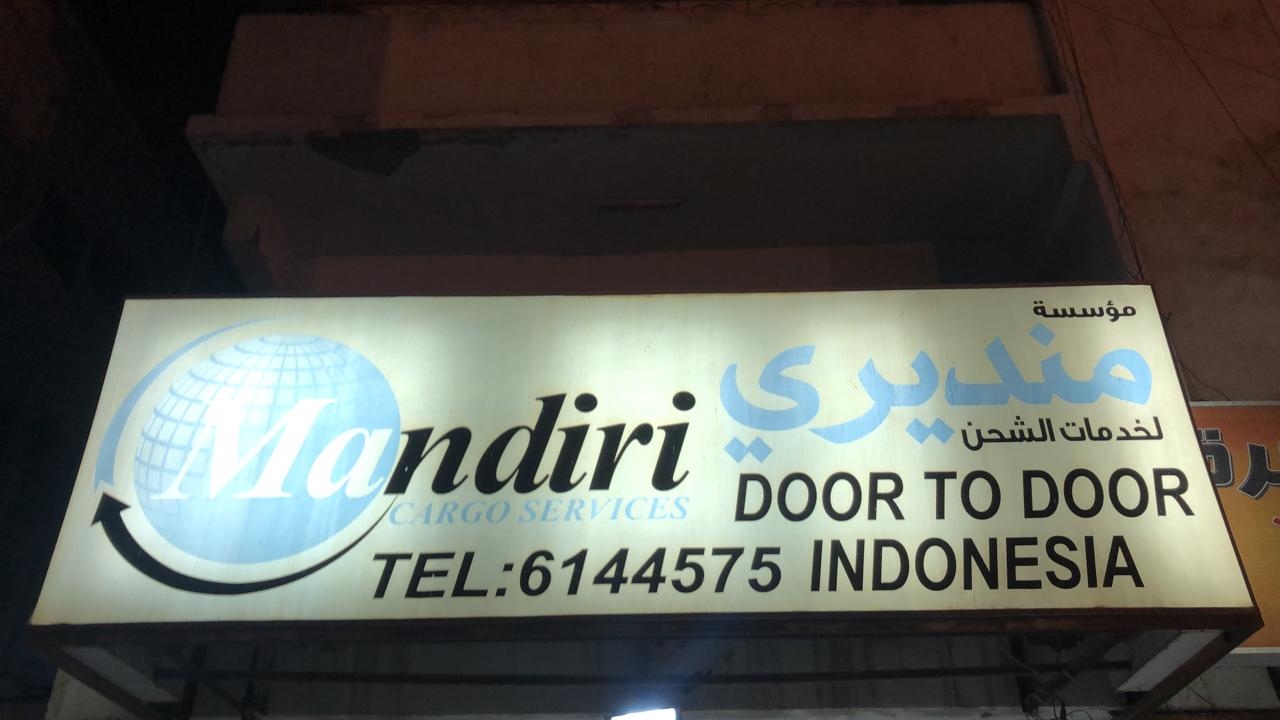 Mandiri
CARGO SERVICES
TEL:6144575
مؤسسة
منديري
لخدمات الشحن
DOOR TO DOOR
INDONESIA